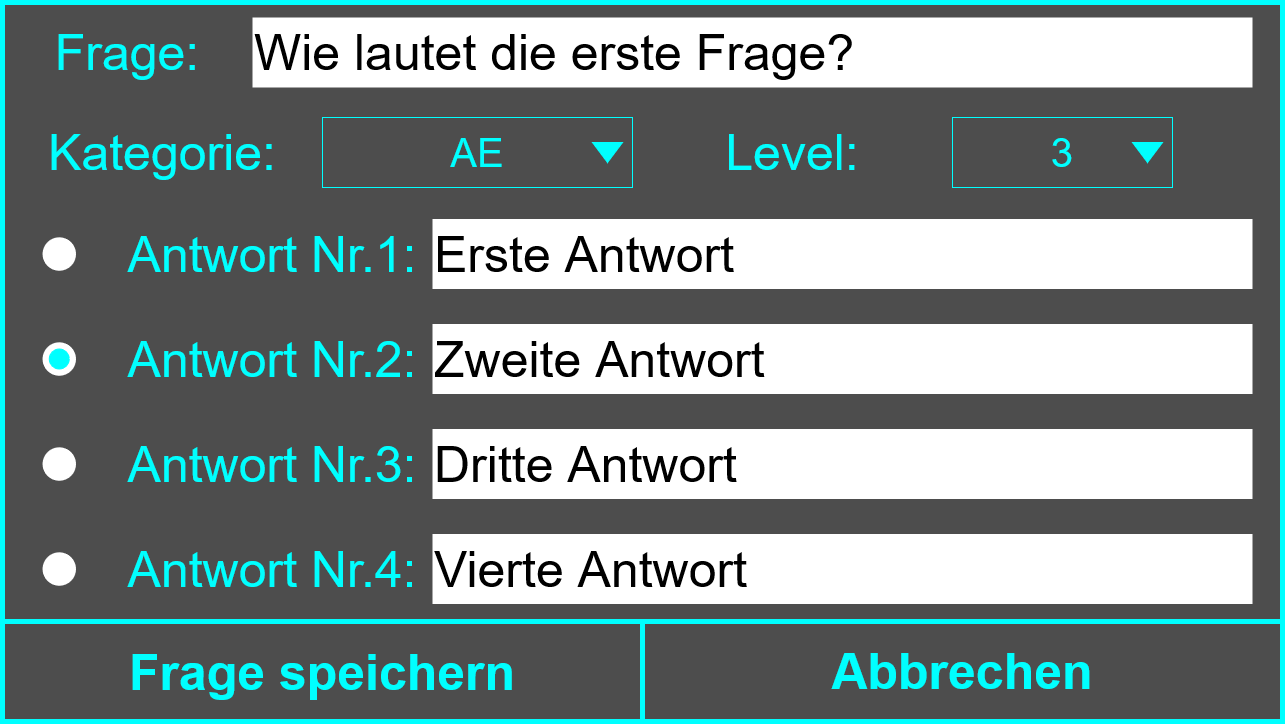 Frage: Wie lautet die erste Frage?
Kategorie: AE Level: 3
Antwort Nr.1: Erste Antwort
Antwort Nr.2: Zweite Antwort
Antwort Nr.3: Dritte Antwort
Antwort Nr.4: Vierte Antwort
Frage speichern Abbrechen